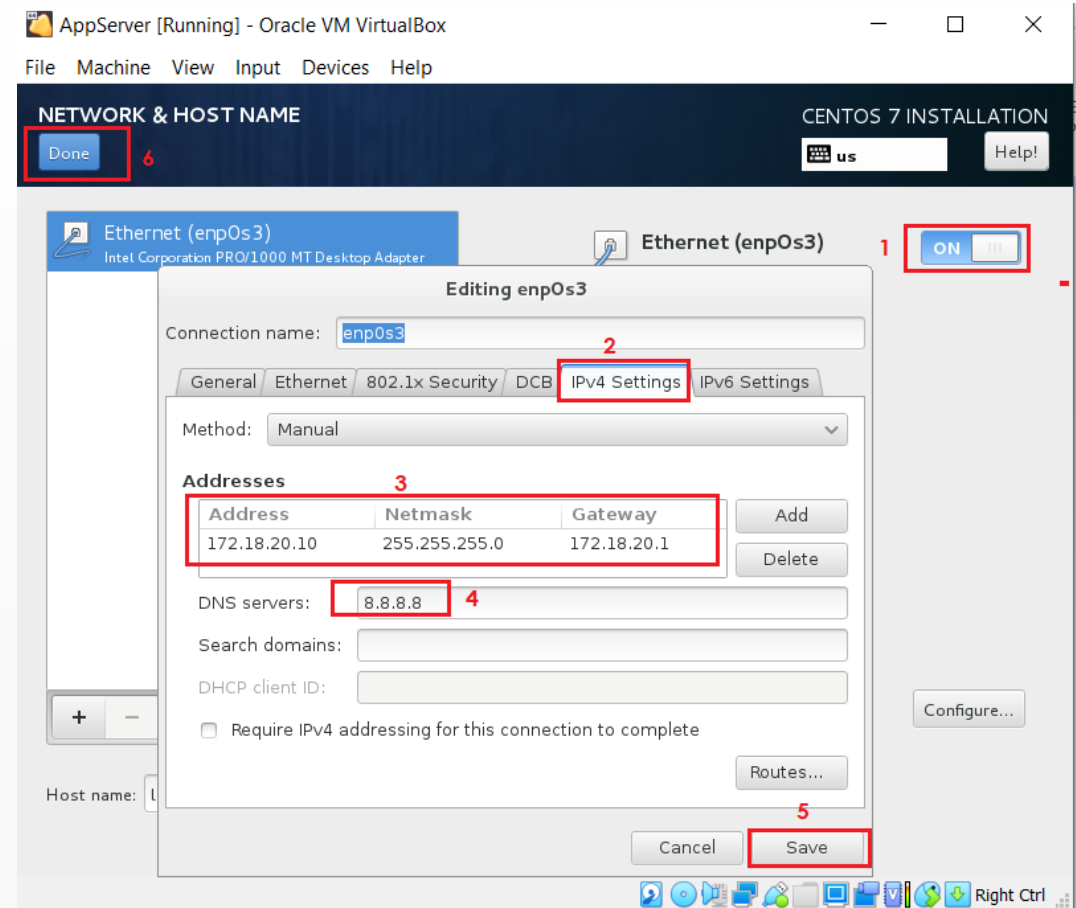 AppServer [Running] - Oracle VM VirtualBox
File Machine View Input Devices Help
NETWORK & HOST NAME
CENTOS 7 INSTALLATION
Done
6
us
Help!
Ethernet (enp0s3)
Intel Corporation PRO/1000 MT Desktop Adapter
Ethernet (enp0s3)
1
ON
Editing enp0s3
Connection name: enp0s3
2
General Ethernet 802.1x Security DCB IPv4 Settings IPv6 Settings
Method: Manual
Addresses
3
Address Netmask Gateway
172.18.20.10 255.255.255.0 172.18.20.1
Add
Delete
DNS servers: 8.8.8.8 4
Search domains:
DHCP client ID:
+ −
Configure...
Require IPv4 addressing for this connection to complete
Routes...
Host name:
5
Cancel Save
Right Ctrl